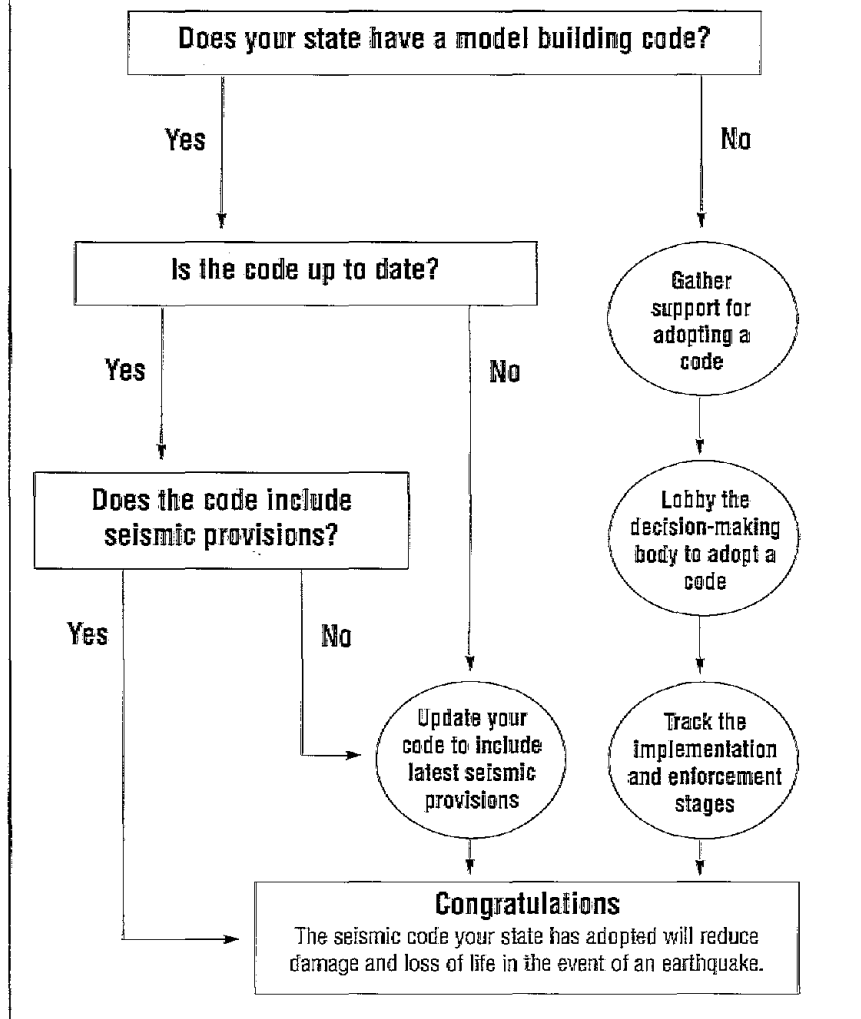 Does your state have a model building code?
Yes
No
Is the code up to date?
Gather
support for
adopting a
code
Yes
No
Does the code include
seismic provisions?
Lobby the
decision-making
body to adopt a
code
Yes
No
Update your
code to include
latest seismic
provisions
Track the
implementation
and enforcement
stages
Congratulations
The seismic code your state has adopted will reduce
damage and loss of life in the event of an earthquake.